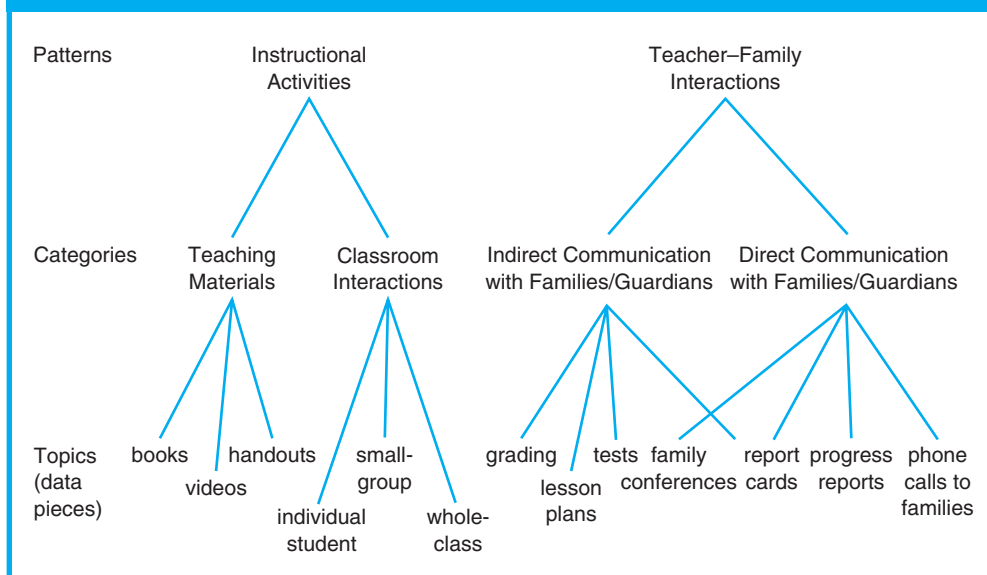 Patterns
Instructional
Activities
Teacher–Family
Interactions
Categories
Teaching
Materials
Classroom
Interactions
Indirect Communication
with Families/Guardians
Direct Communication
with Families/Guardians
Topics
(data
pieces)
books
videos
handouts
individual
student
small-
group
whole-
class
grading
lesson
plans
tests
family
conferences
report
cards
progress
reports
phone
calls to
families